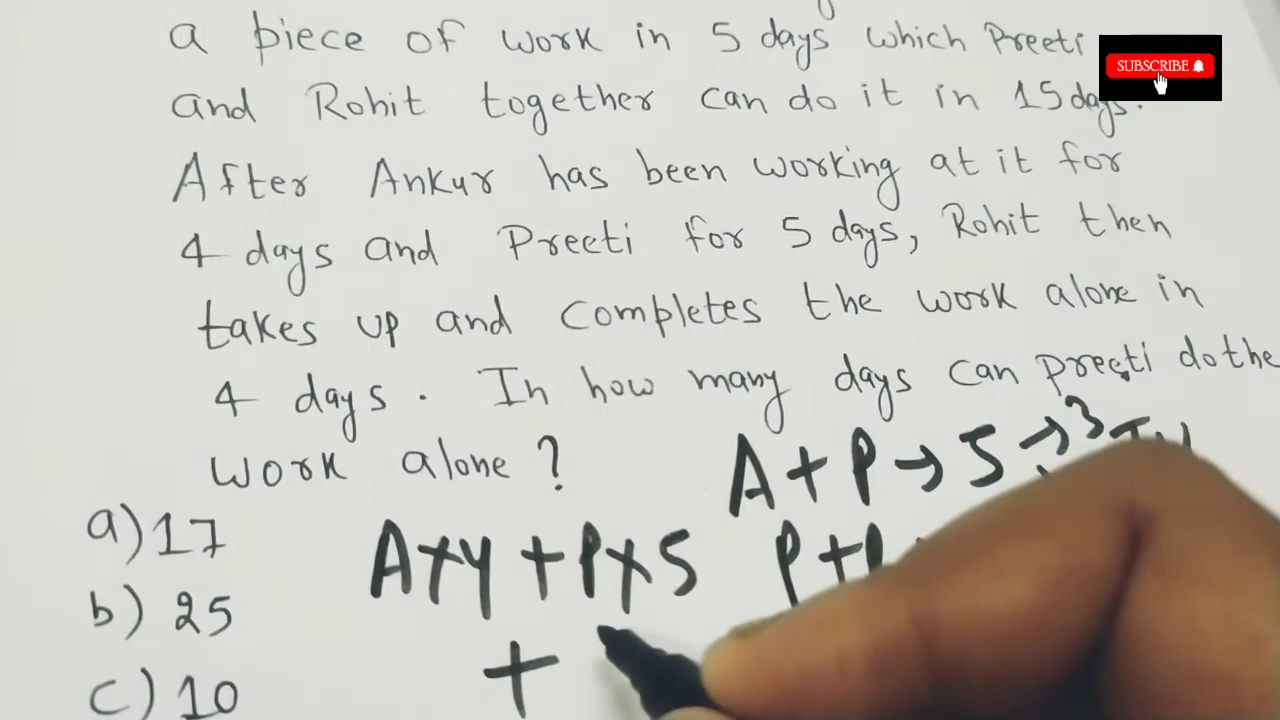 a piece of work in 5 days which Preeti
SUBSCRIBE
and Rohit together can do it in 15 days.
After Ankur has been working at it for
4 days and Preeti for 5 days, Rohit then
takes up and completes the work alone in
4 days. In how many days can preeti do the
work alone?
A+P→5→3
a) 17
A×4+P×5 P+
b) 25
+
c) 10